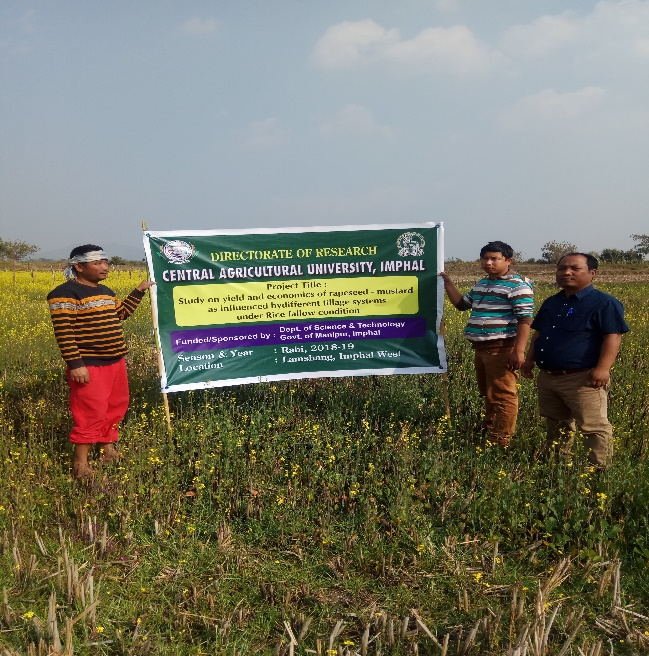 DIRECTORATE OF RESEARCH
CENTRAL AGRICULTURAL UNIVERSITY, IMPHAL
Project Title :
Study on yield and economics of rapeseed - mustard
as influenced hydifferent tillage systems
under Rice fallow condition
Funded/Sponsored by : Dept. of Science & Technology
Govt. of Manipur, Imphal
Season & Year : Rabi, 2018-19
Location : Lamshang, Imphal West